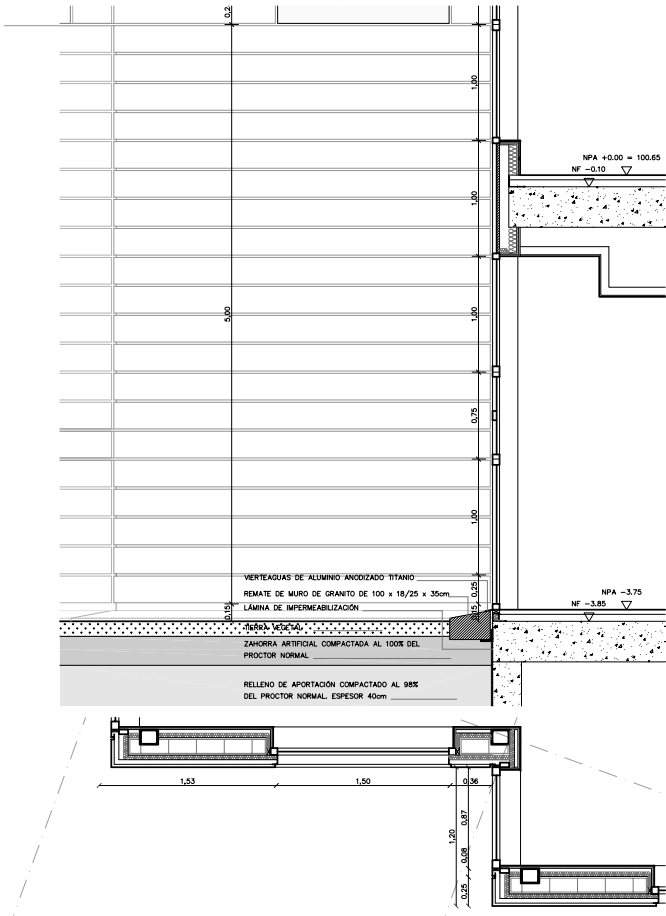 0,2
1,00
NPA +0.00 = 100.65
NF -0.10
1,00
5,00
1,00
0,75
1,00
VIERTEAGUAS DE ALUMINIO ANODIZADO TITANIO
0,25
NPA -3.75
REMATE DE MURO DE GRANITO DE 100 x 18/25 x 35cm
NF -3.85
LÁMINA DE IMPERMEABILIZACIÓN
0,15
0,15
TIERRA VEGETAL
ZAHORRA ARTIFICIAL COMPACTADA AL 100% DEL
PROCTOR NORMAL
RELLENO DE APORTACIÓN COMPACTADO AL 98%
DEL PROCTOR NORMAL. ESPESOR 40cm
1,53
1,50
0,36
0,87
1,20
0,08
0,25